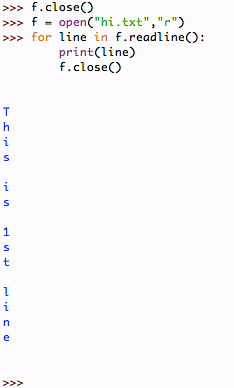 >>> f.close()
>>> f = open("hi.txt","r")
>>> for line in f.readline():
        print(line)
        f.close()


T
h
i
s

i
s

1
s
t

l
i
n
e


>>>